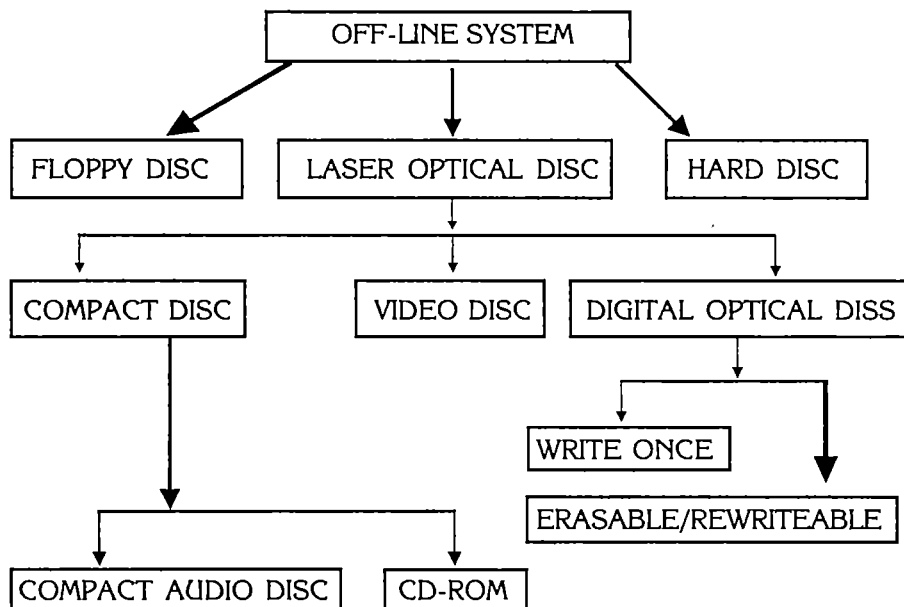 OFF-LINE SYSTEM
FLOPPY DISC
LASER OPTICAL DISC
HARD DISC
COMPACT DISC
VIDEO DISC
DIGITAL OPTICAL DISS
WRITE ONCE
ERASABLE/REWRITEABLE
COMPACT AUDIO DISC
CD-ROM